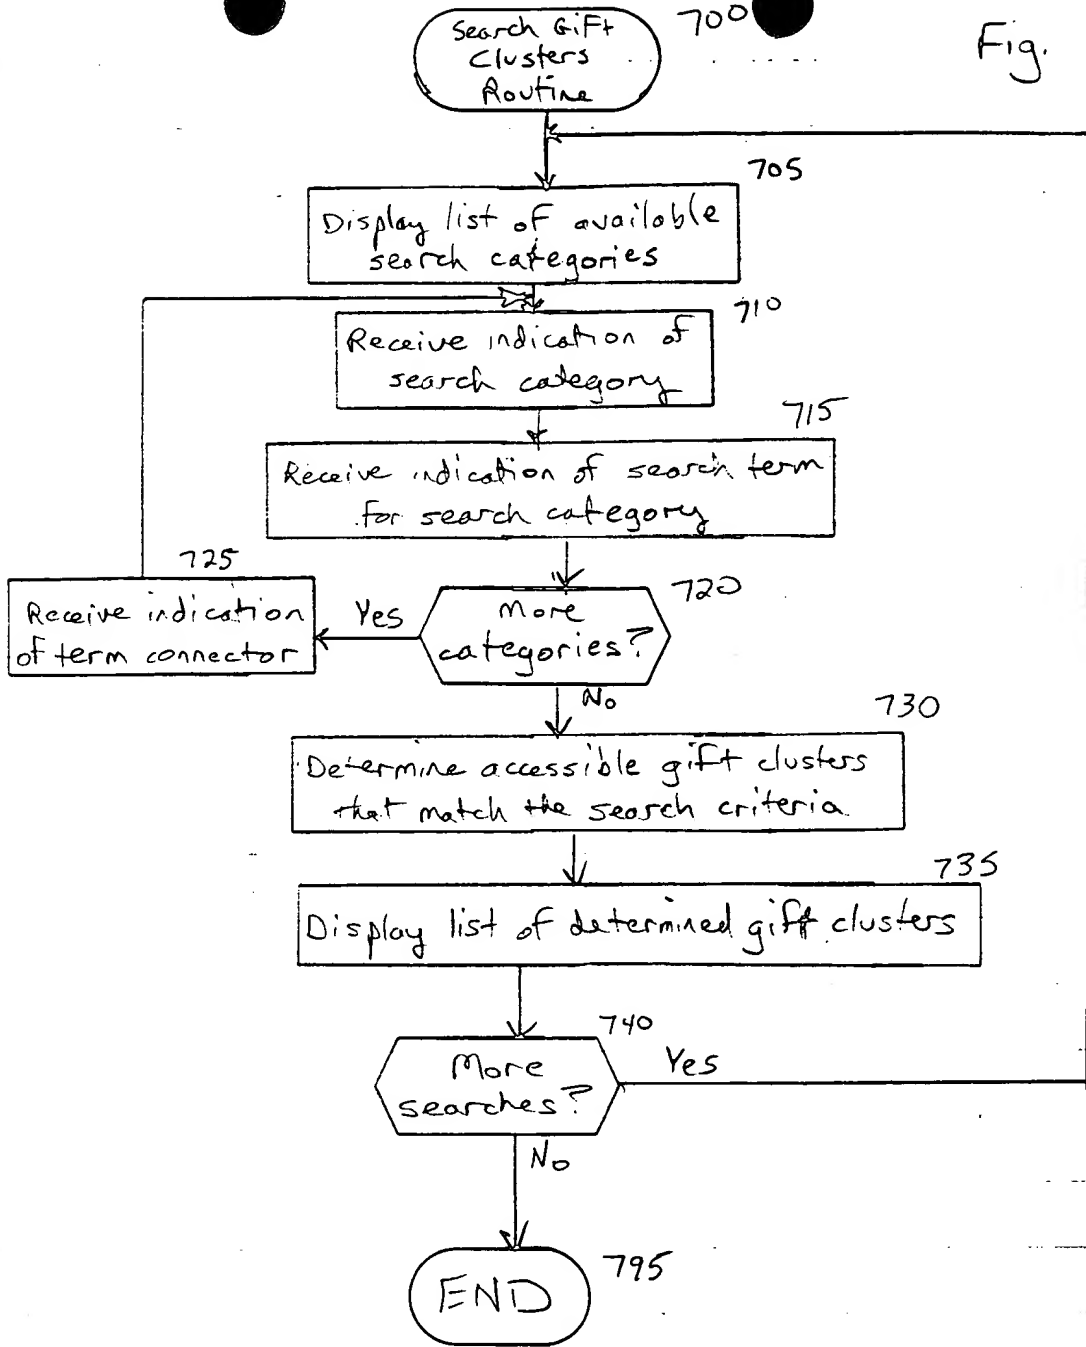 700
Search Gift
Clusters
Routine
Fig.
705
Display list of available
search categories
710
Receive indication of
search category
715
Receive indication of search term
for search category
720
More
categories?
Yes
725
Receive indication
of term connector
No
730
Determine accessible gift clusters
that match the search criteria
735
Display list of determined gift clusters
740
More
searches?
Yes
No
795
END